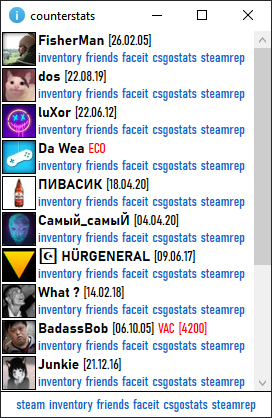 counterstats
FisherMan [26.02.05]
inventory friends faceit csgostats steamrep
dos [22.08.19]
inventory friends faceit csgostats steamrep
luXor [22.06.12]
inventory friends faceit csgostats steamrep
Da Wea ECO
inventory friends faceit csgostats steamrep
ПИВАСИК [18.04.20]
inventory friends faceit csgostats steamrep
Самый_самыЙ [04.04.20]
inventory friends faceit csgostats steamrep
☪ HÜRGENERAL [09.06.17]
inventory friends faceit csgostats steamrep
What ? [14.02.18]
inventory friends faceit csgostats steamrep
BadassBob [06.10.05] VAC [4200]
inventory friends faceit csgostats steamrep
Junkie [21.12.16]
inventory friends faceit csgostats steamrep
steam inventory friends faceit csgostats steamrep